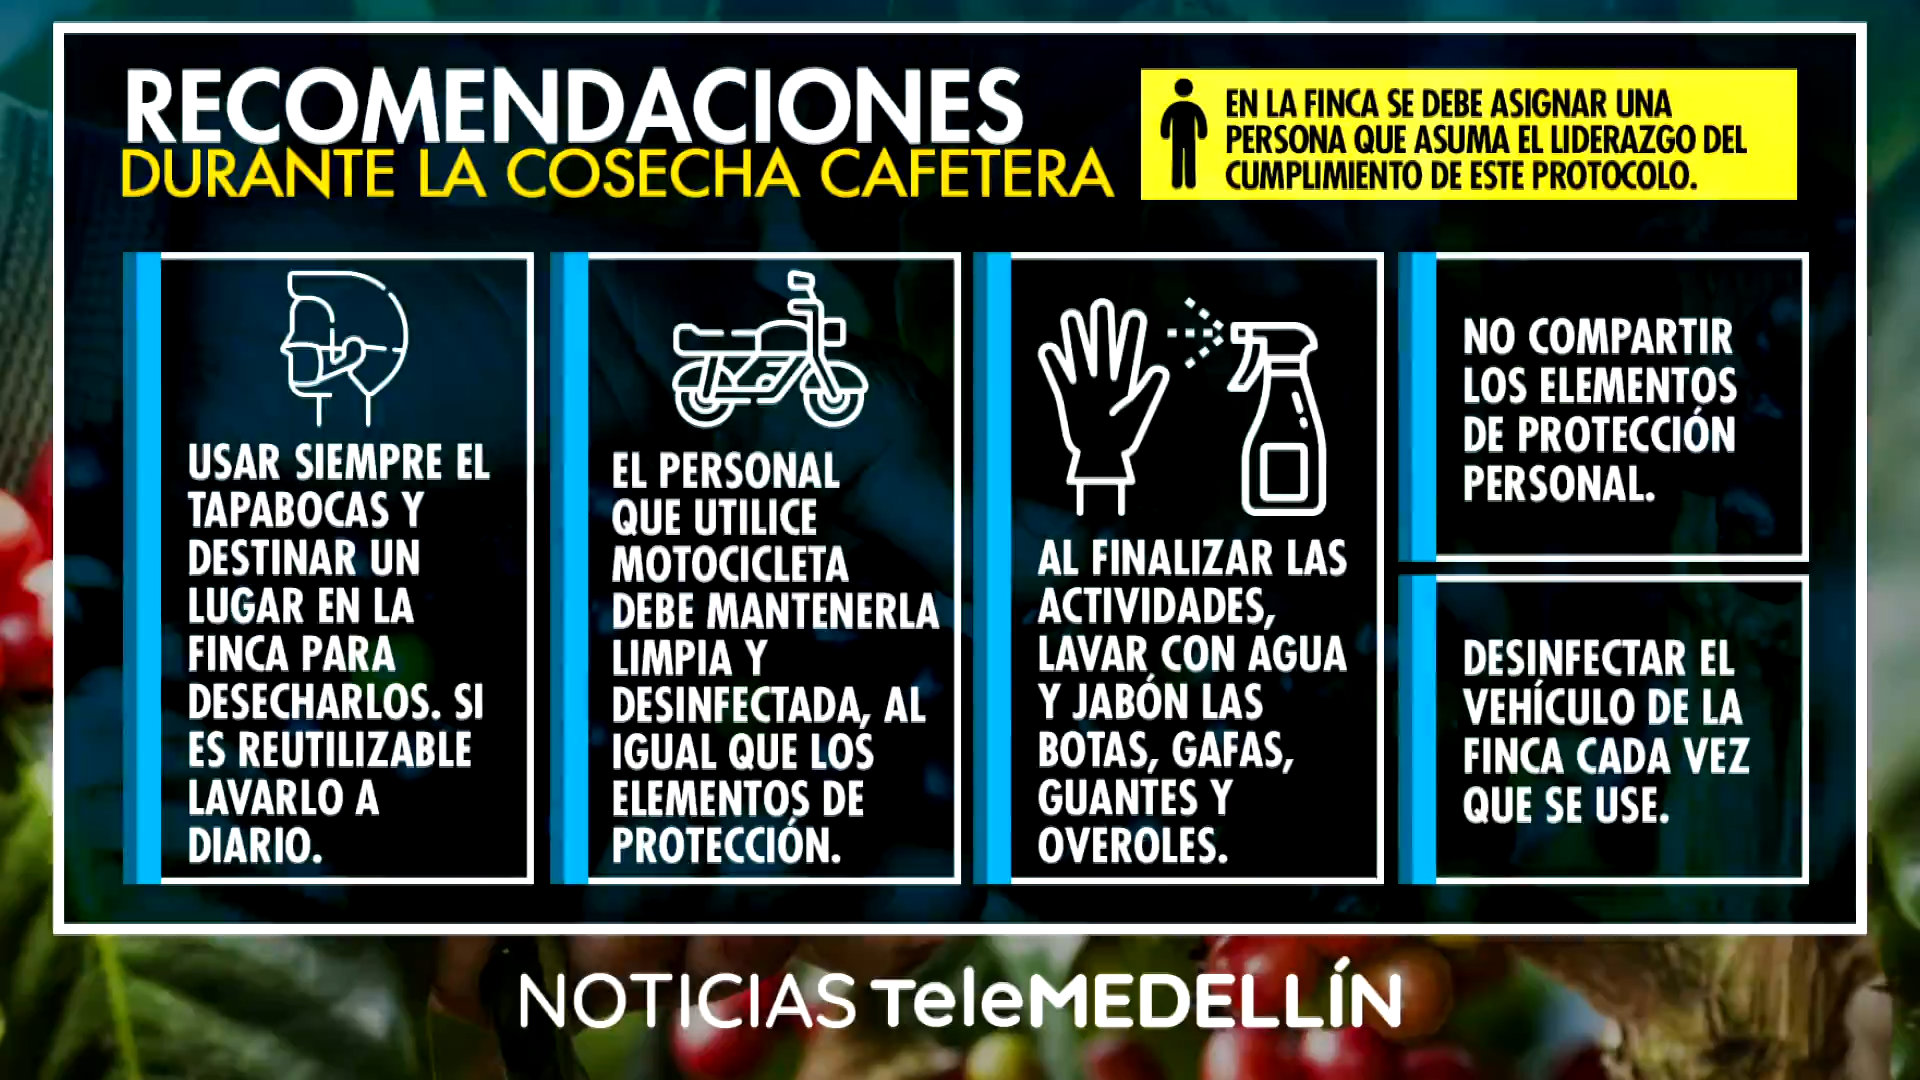 RECOMENDACIONES
DURANTE LA COSECHA CAFETERA
EN LA FINCA SE DEBE ASIGNAR UNA
PERSONA QUE ASUMA EL LIDERAZGO DEL
CUMPLIMIENTO DE ESTE PROTOCOLO.
USAR SIEMPRE EL
TAPABOCAS Y
DESTINAR UN
LUGAR EN LA
FINCA PARA
DESECHARLOS. SI
ES REUTILIZABLE
LAVARLO A
DIARIO.
EL PERSONAL
QUE UTILICE
MOTOCICLETA
DEBE MANTENERLA
LIMPIA Y
DESINFECTADA, AL
IGUAL QUE LOS
ELEMENTOS DE
PROTECCIÓN.
AL FINALIZAR LAS
ACTIVIDADES,
LAVAR CON AGUA
Y JABÓN LAS
BOTAS, GAFAS,
GUANTES Y
OVEROLES.
NO COMPARTIR
LOS ELEMENTOS
DE PROTECCIÓN
PERSONAL.
DESINFECTAR EL
VEHÍCULO DE LA
FINCA CADA VEZ
QUE SE USE.
NOTICIAS TeleMEDELLÍN